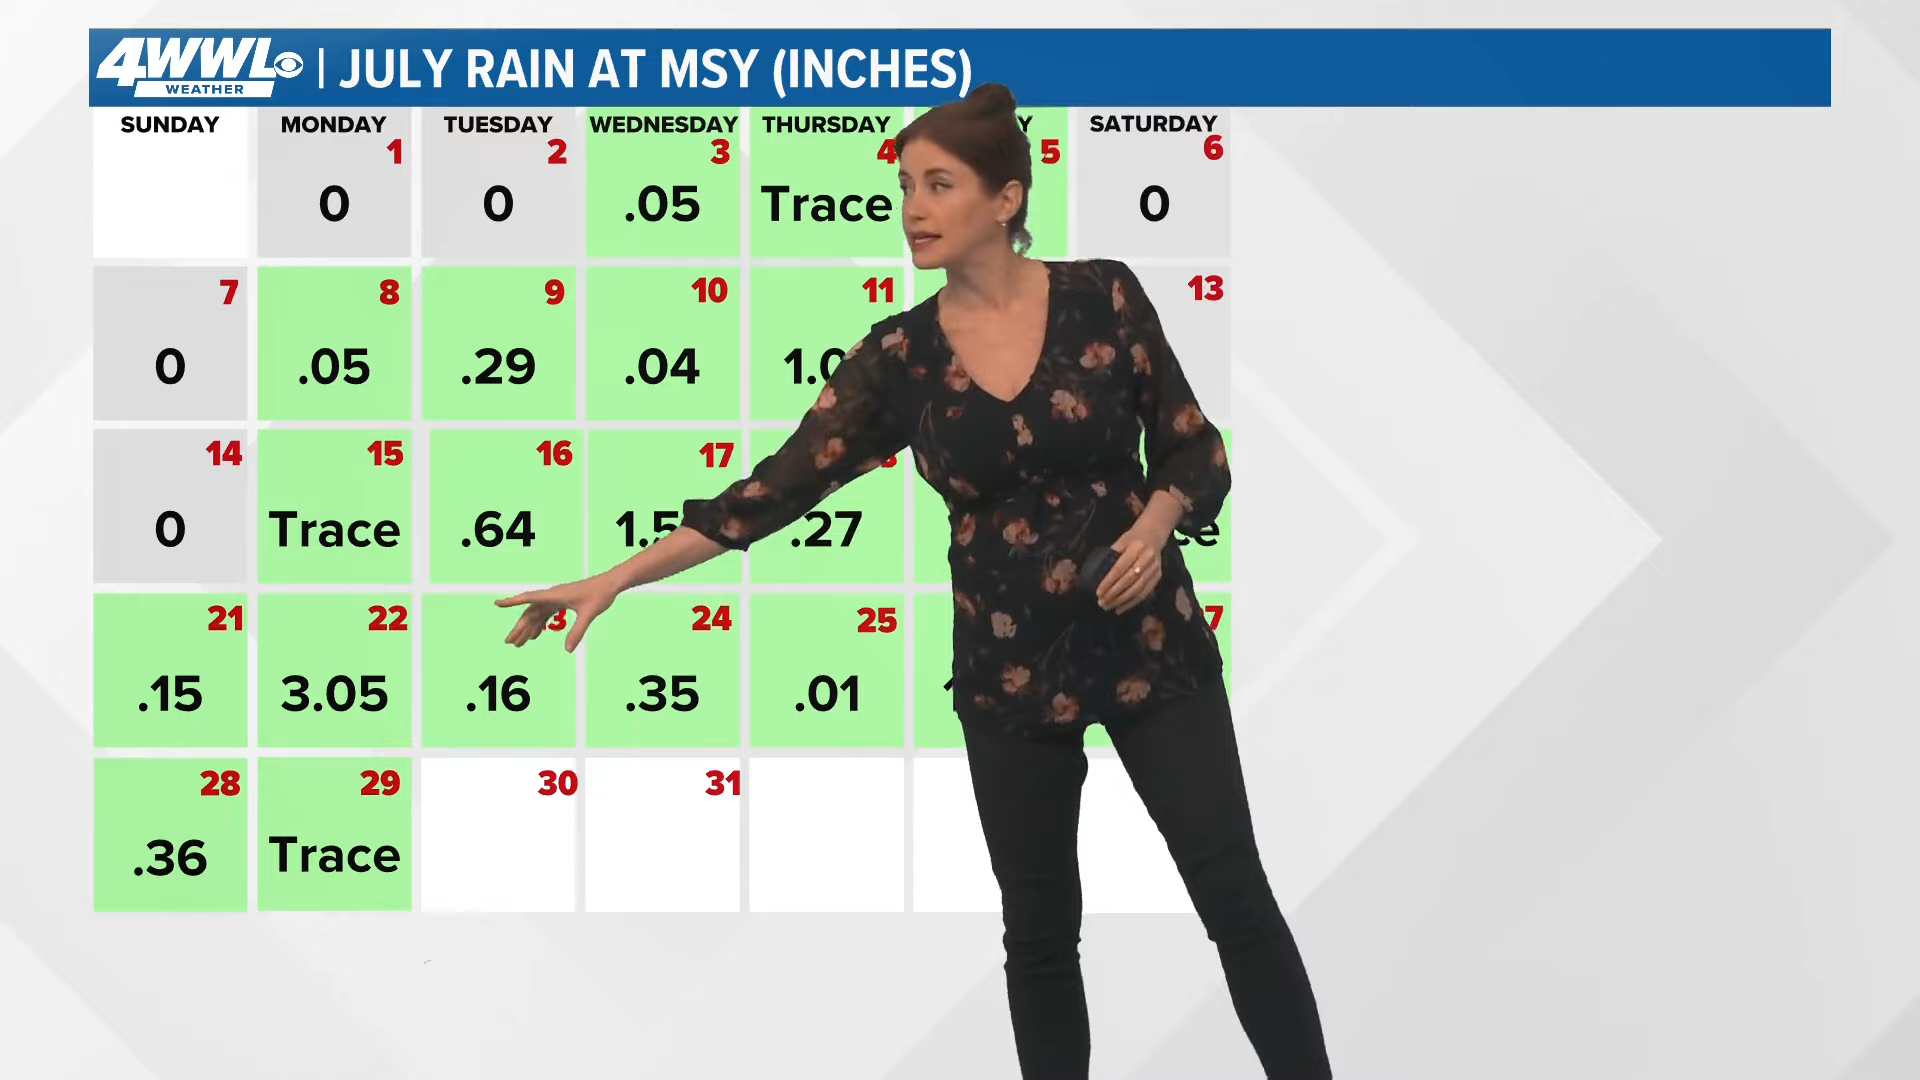 4WWL | JULY RAIN AT MSY (INCHES)
WEATHER
SUNDAY MONDAY TUESDAY WEDNESDAY THURSDAY SATURDAY
1 2 3 4 5 6
0 0 .05 Trace 0
7 8 9 10 11 13
0 .05 .29 .04
14 15 16 17
0 Trace .64 .27
21 22 24 25
.15 3.05 .16 .35 .01
28 29 30 31
.36 Trace